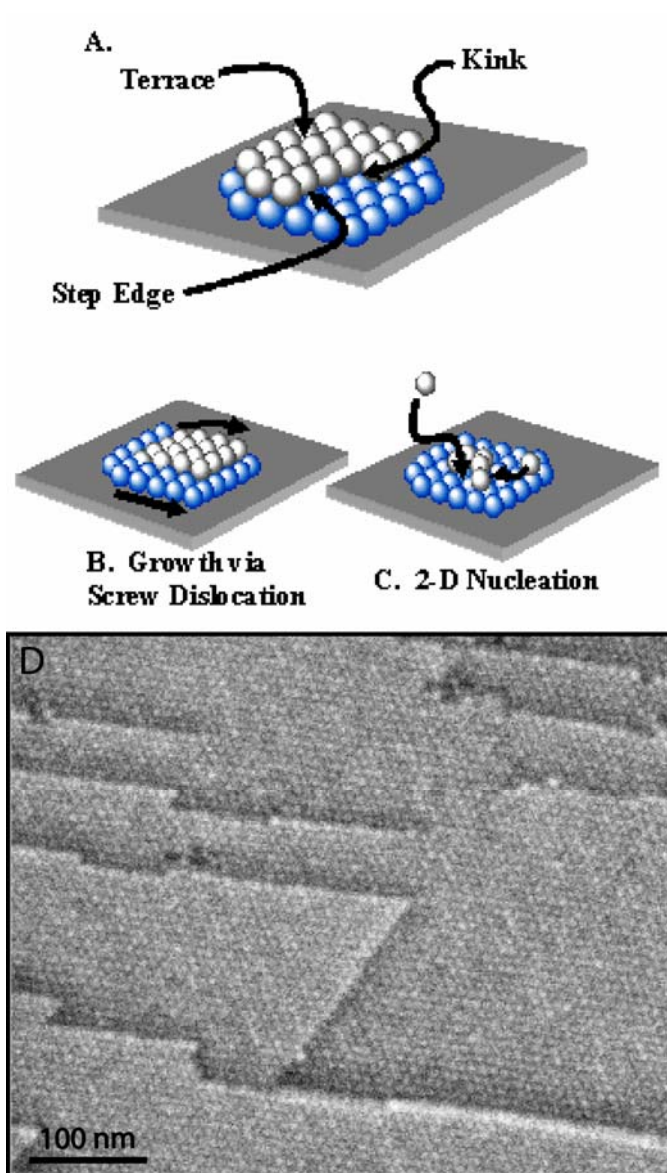 A.
Terrace
Kink
Step Edge
B. Growth via
Screw Dislocation
C. 2-D Nucleation
D
100 nm